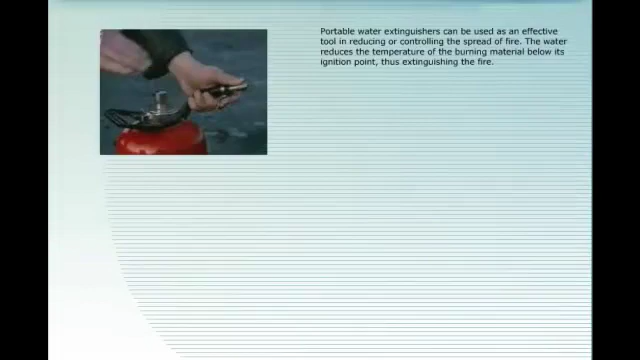 Portable water extinguishers can be used as an effective
tool in reducing or controlling the spread of fire. The water
reduces the temperature of the burning material below its
ignition point, thus extinguishing the fire.